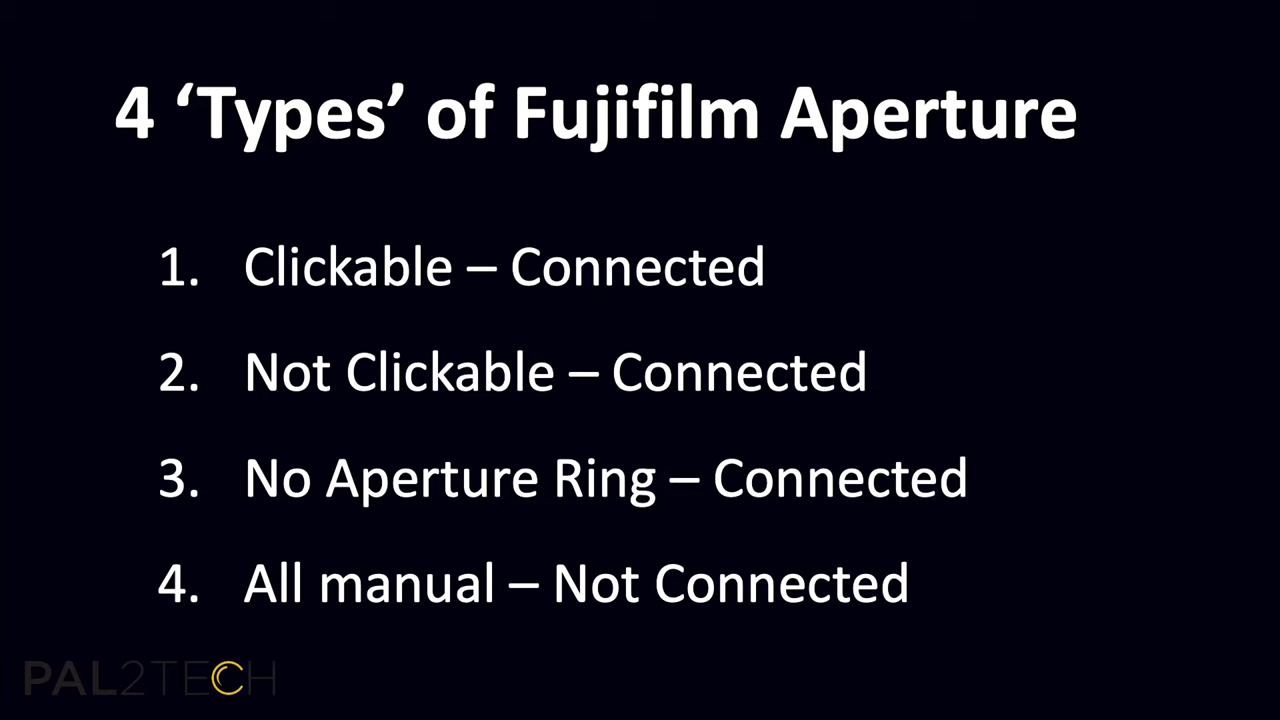 4 ‘Types’ of Fujifilm Aperture
1. Clickable – Connected
2. Not Clickable – Connected
3. No Aperture Ring – Connected
4. All manual – Not Connected
PAL2TECH